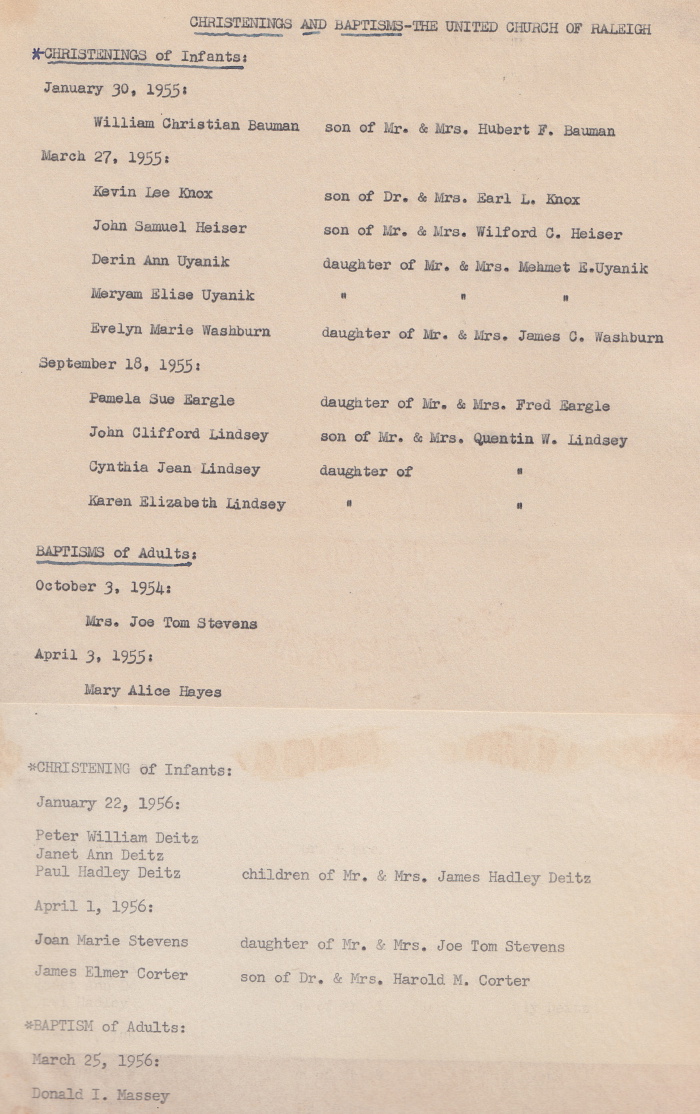 CHRISTENINGS AND BAPTISMS-THE UNITED CHURCH OF RALEIGH
*CHRISTENINGS of Infants:
January 30, 1955:
William Christian Bauman son of Mr. & Mrs. Hubert F. Bauman
March 27, 1955:
Kevin Lee Knox son of Dr. & Mrs. Earl L. Knox
John Samuel Heiser son of Mr. & Mrs. Wilford C. Heiser
Derin Ann Uyanik daughter of Mr. & Mrs. Mehmet E.Uyanik
Meryam Elise Uyanik " " "
Evelyn Marie Washburn daughter of Mr. & Mrs. James C. Washburn
September 18, 1955:
Pamela Sue Eargle daughter of Mr. & Mrs. Fred Eargle
John Clifford Lindsey son of Mr. & Mrs. Quentin W. Lindsey
Cynthia Jean Lindsey daughter of "
Karen Elizabeth Lindsey " "
BAPTISMS of Adults:
October 3, 1954:
Mrs. Joe Tom Stevens
April 3, 1955:
Mary Alice Hayes
*CHRISTENING of Infants:
January 22, 1956:
Peter William Deitz
Janet Ann Deitz
Paul Hadley Deitz children of Mr. & Mrs. James Hadley Deitz
April 1, 1956:
Joan Marie Stevens daughter of Mr. & Mrs. Joe Tom Stevens
James Elmer Corter son of Dr. & Mrs. Harold M. Corter
*BAPTISM of Adults:
March 25, 1956:
Donald I. Massey